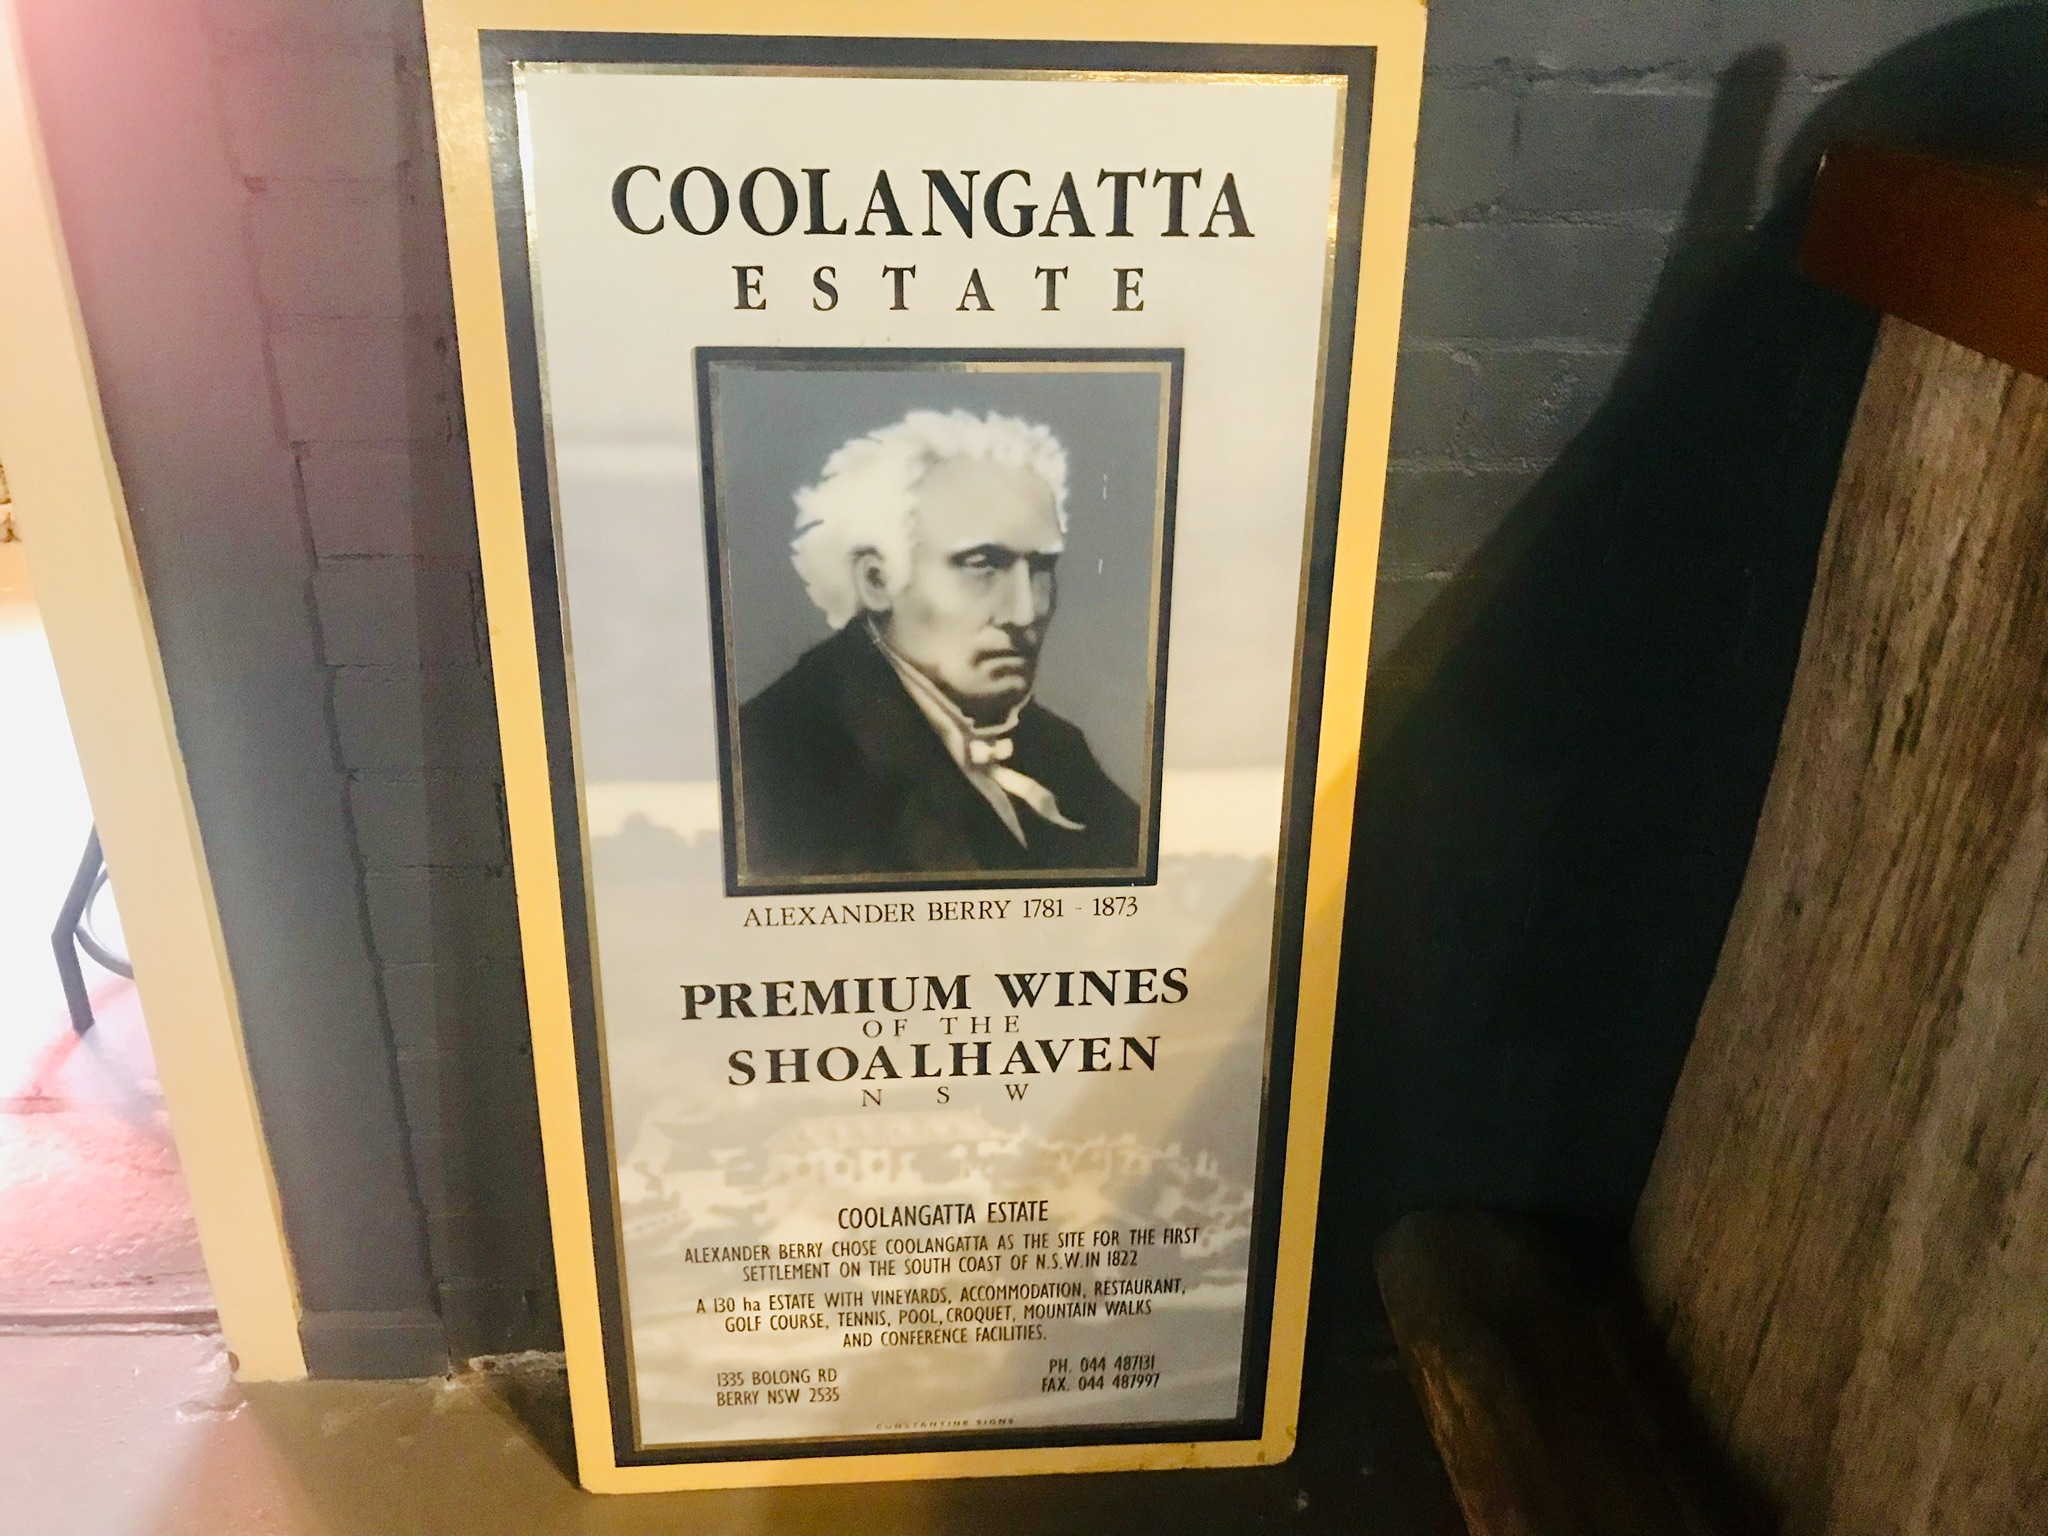 COOLANGATTA
ESTATE
ALEXANDER BERRY 1781 - 1873
PREMIUM WINES
OF THE
SHOALHAVEN
N S W
COOLANGATTA ESTATE
ALEXANDER BERRY CHOSE COOLANGATTA AS THE SITE FOR THE FIRST
SETTLEMENT ON THE SOUTH COAST OF N.S.W. IN 1822
A 130 ha ESTATE WITH VINEYARDS, ACCOMMODATION, RESTAURANT,
GOLF COURSE, TENNIS, POOL, CROQUET, MOUNTAIN WALKS
AND CONFERENCE FACILITIES.
1335 BOLONG RD
BERRY NSW 2535
PH. 044 487131
FAX. 044 487997
CONSTANTINE SIGNS